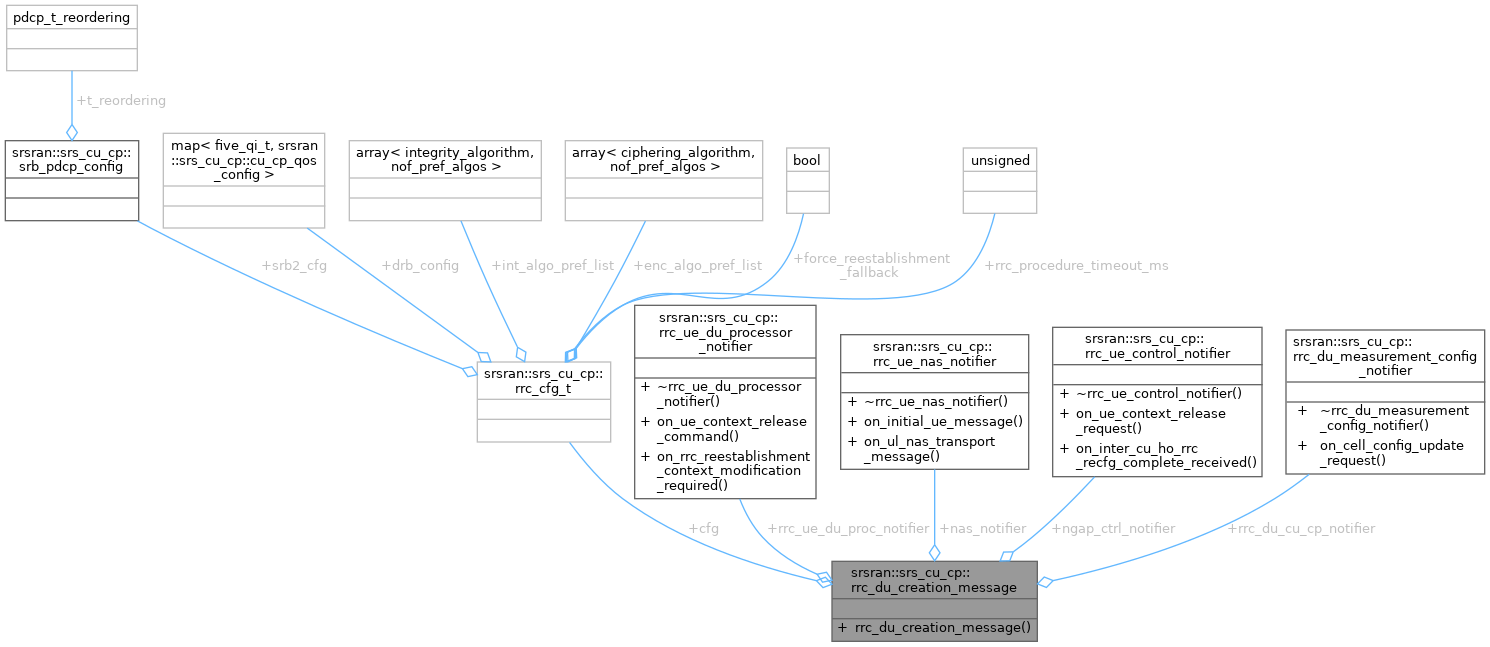 pdcp_t_reordering
+t_reordering
srsran::srs_cu_cp::
srb_pdcp_config
map< five_qi_t, srsran
::srs_cu_cp::cu_cp_qos
_config >
array< integrity_algorithm,
nof_pref_algos >
array< ciphering_algorithm,
nof_pref_algos >
bool
unsigned
+srb2_cfg
+drb_config
+int_algo_pref_list
+enc_algo_pref_list
+force_reestablishment
_fallback
+rrc_procedure_timeout_ms
srsran::srs_cu_cp::
rrc_cfg_t
srsran::srs_cu_cp::
rrc_ue_du_processor
_notifier
+ ~rrc_ue_du_processor
_notifier()
+ on_ue_context_release
_command()
+ on_rrc_reestablishment
_context_modification
_required()
srsran::srs_cu_cp::
rrc_ue_nas_notifier
+ ~rrc_ue_nas_notifier()
+ on_initial_ue_message()
+ on_ul_nas_transport
_message()
srsran::srs_cu_cp::
rrc_ue_control_notifier
+ ~rrc_ue_control_notifier()
+ on_ue_context_release
_request()
+ on_inter_cu_ho_rrc
_recfg_complete_received()
srsran::srs_cu_cp::
rrc_du_measurement_config
_notifier
+ ~rrc_du_measurement
_config_notifier()
+ on_cell_config_update
_request()
+cfg
+rrc_ue_du_proc_notifier
+nas_notifier
+ngap_ctrl_notifier
+rrc_du_cu_cp_notifier
srsran::srs_cu_cp::
rrc_du_creation_message
+ rrc_du_creation_message()